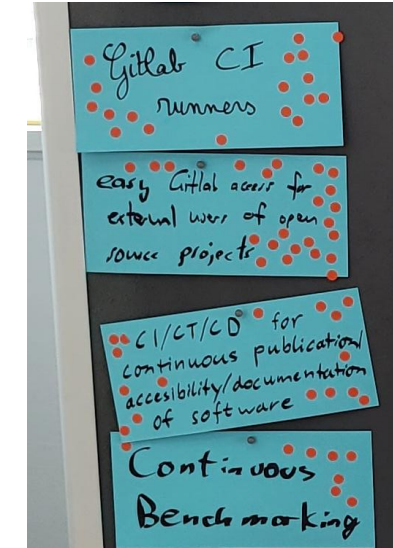 Gitlab CI
runners
easy Gitlab access for
external users of open
source projects
CI/CT/CD for
continuous publication/
accesibility/documentation
of software
Continuous
Benchmarking